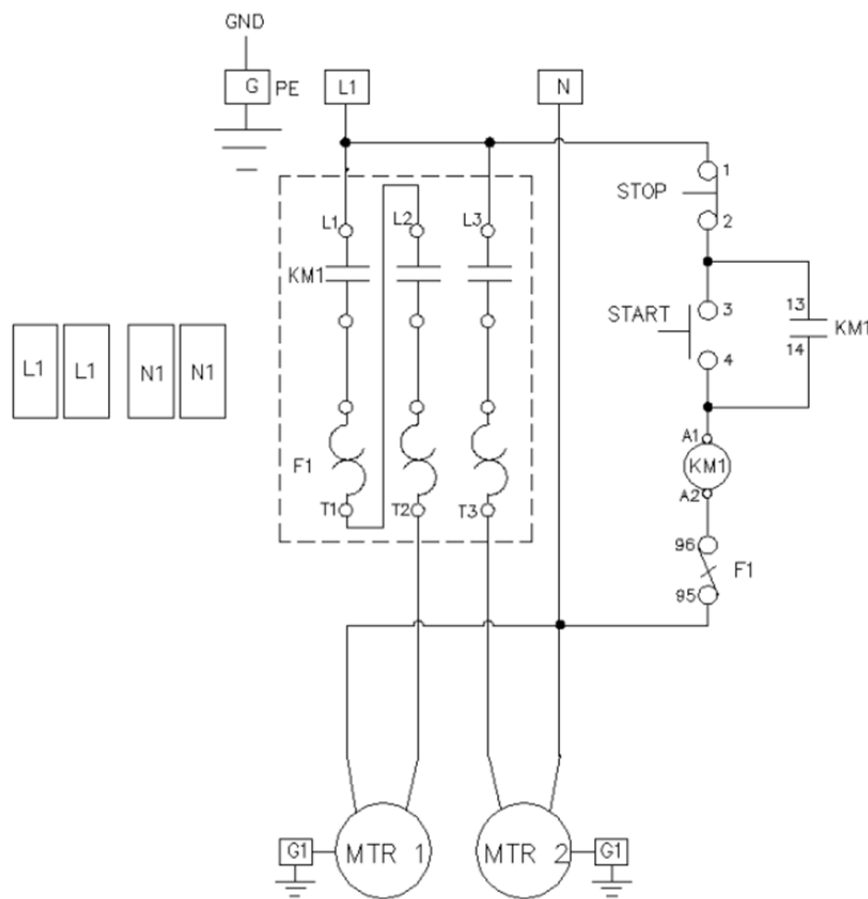 GND
G PE L1 N
1
STOP
2
L1 L2 L3
KM1
START 3 13 KM1
4 14
L1 L1 N1 N1
A1
KM1
A2
F1
T1 T2 T3
96
F1
95
G1 MTR 1 MTR 2 G1